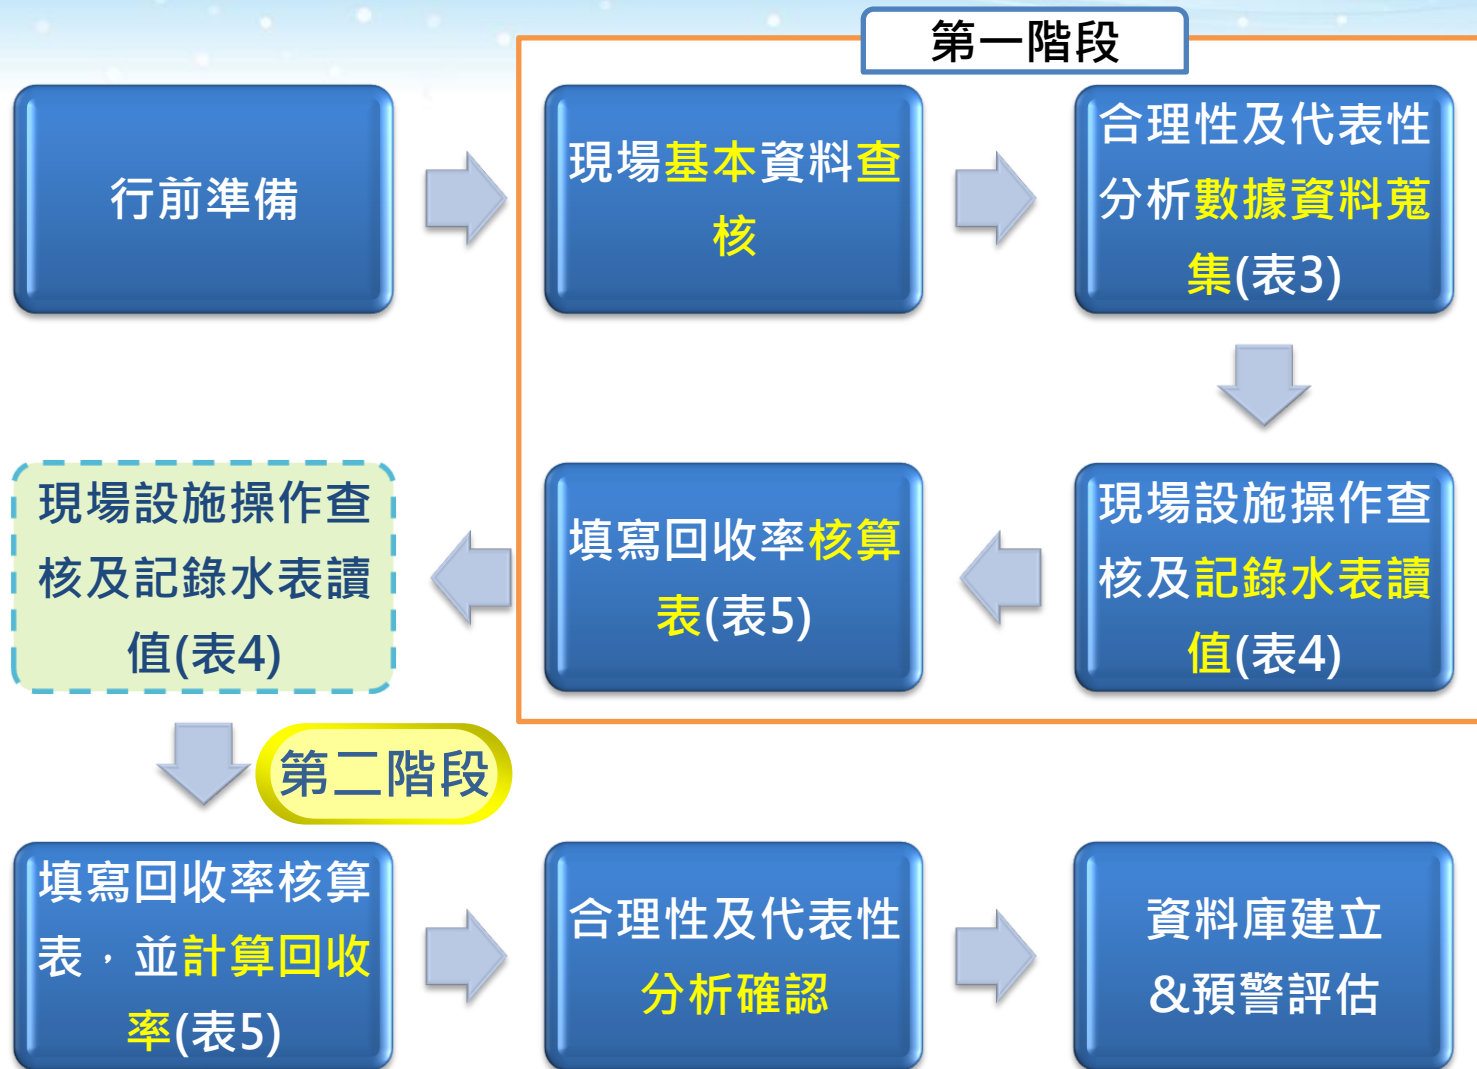 第一階段
行前準備
現場基本資料查
核
合理性及代表性
分析數據資料蒐
集(表3)
現場設施操作查
核及記錄水表讀
值(表4)
填寫回收率核算
表(表5)
現場設施操作查
核及記錄水表讀
值(表4)
第二階段
填寫回收率核算
表，並計算回收
率(表5)
合理性及代表性
分析確認
資料庫建立
&預警評估